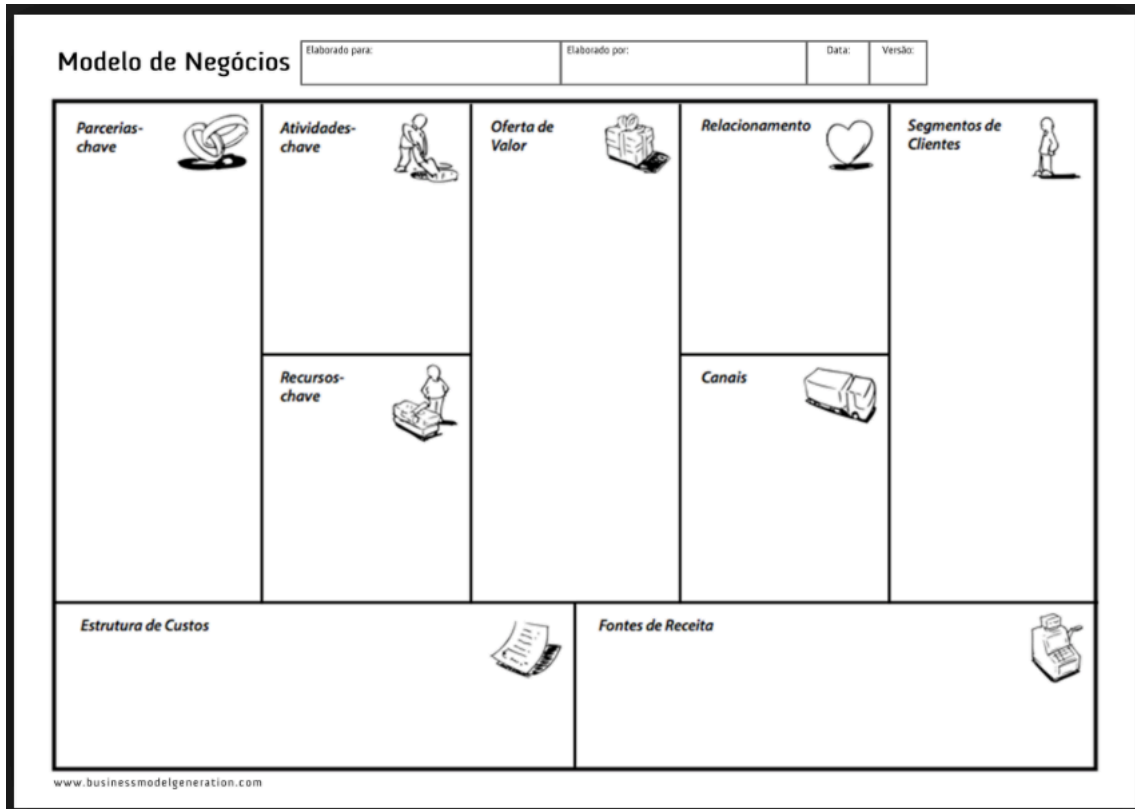 Modelo de Negócios
Elaborado para:
Elaborado por:
Data:
Versão:
Parcerias-
chave
Atividades-
chave
Oferta de
Valor
Relacionamento
Segmentos de
Clientes
Recursos-
chave
Canais
Estrutura de Custos
Fontes de Receita
www.businessmodelgeneration.com